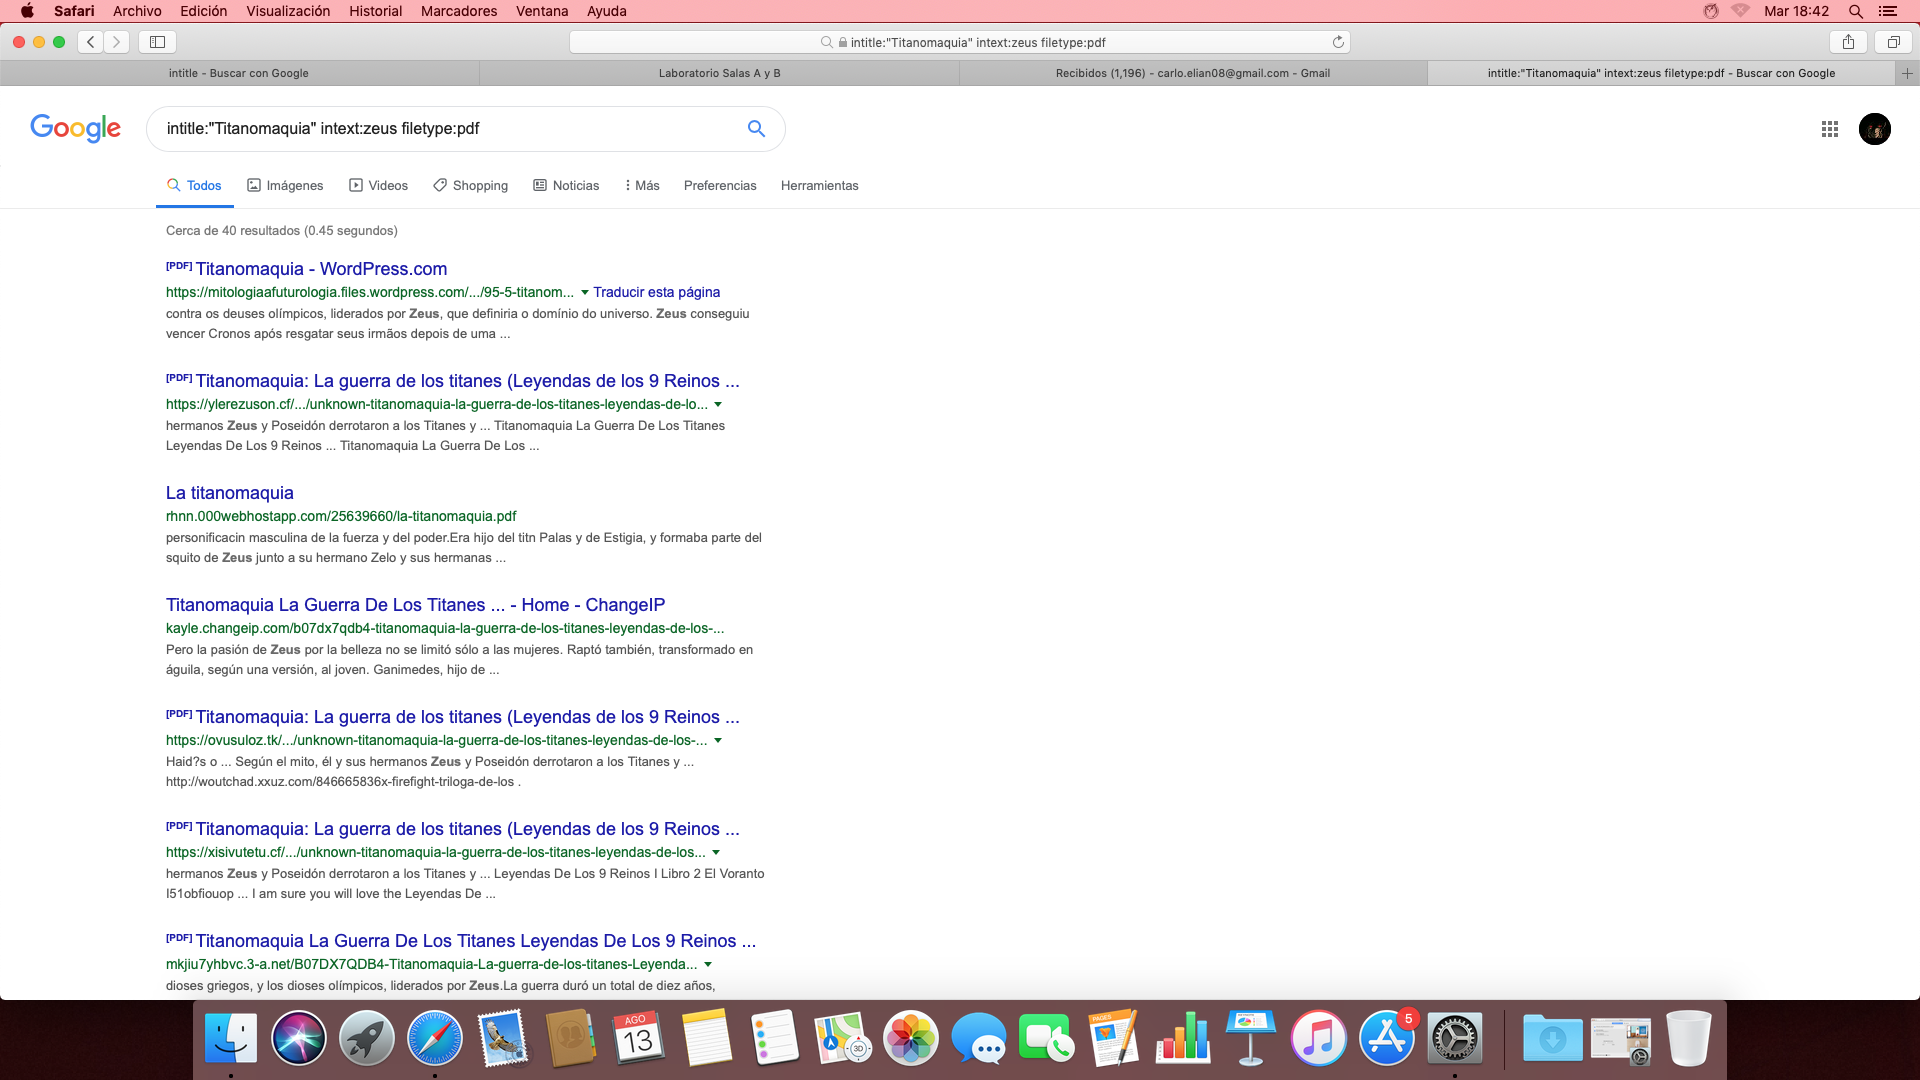 Safari Archivo Edición Visualización Historial Marcadores Ventana Ayuda Mar 18:42
intitle:"Titanomaquia" intext:zeus filetype:pdf
intitle - Buscar con Google
Laboratorio Salas A y B
Recibidos (1,196) - carlo.elian08@gmail.com - Gmail
intitle:"Titanomaquia" intext:zeus filetype:pdf - Buscar con Google
Google
intitle:"Titanomaquia" intext:zeus filetype:pdf
Todos Imágenes Videos Shopping Noticias Más Preferencias Herramientas
Cerca de 40 resultados (0.45 segundos)
[PDF] Titanomaquia - WordPress.com
https://mitologiaafuturologia.files.wordpress.com/.../95-5-titanom... Traducir esta página
contra os deuses olímpicos, liderados por Zeus, que definiria o domínio do universo. Zeus conseguiu
vencer Cronos após resgatar seus irmãos depois de uma ...
[PDF] Titanomaquia: La guerra de los titanes (Leyendas de los 9 Reinos ...
https://ylerezuson.cf/.../unknown-titanomaquia-la-guerra-de-los-titanes-leyendas-de-lo...
hermanos Zeus y Poseidón derrotaron a los Titanes y ... Titanomaquia La Guerra De Los Titanes
Leyendas De Los 9 Reinos ... Titanomaquia La Guerra De Los ...
La titanomaquia
rhnn.000webhostapp.com/25639660/la-titanomaquia.pdf
personificacin masculina de la fuerza y del poder.Era hijo del titn Palas y de Estigia, y formaba parte del
squito de Zeus junto a su hermano Zelo y sus hermanas ...
Titanomaquia La Guerra De Los Titanes ... - Home - ChangeIP
kayle.changeip.com/b07dx7qdb4-titanomaquia-la-guerra-de-los-titanes-leyendas-de-los-...
Pero la pasión de Zeus por la belleza no se limitó sólo a las mujeres. Raptó también, transformado en
águila, según una versión, al joven. Ganimedes, hijo de ...
[PDF] Titanomaquia: La guerra de los titanes (Leyendas de los 9 Reinos ...
https://ovusuloz.tk/.../unknown-titanomaquia-la-guerra-de-los-titanes-leyendas-de-los-...
Haid?s o ... Según el mito, él y sus hermanos Zeus y Poseidón derrotaron a los Titanes y ...
http://woutchad.xxuz.com/846665836x-firefight-triloga-de-los .
[PDF] Titanomaquia: La guerra de los titanes (Leyendas de los 9 Reinos ...
https://xisivutetu.cf/.../unknown-titanomaquia-la-guerra-de-los-titanes-leyendas-de-los...
hermanos Zeus y Poseidón derrotaron a los Titanes y ... Leyendas De Los 9 Reinos I Libro 2 El Voranto
I51obfiouop ... I am sure you will love the Leyendas De ...
[PDF] Titanomaquia La Guerra De Los Titanes Leyendas De Los 9 Reinos ...
mkjiu7yhbvc.3-a.net/B07DX7QDB4-Titanomaquia-La-guerra-de-los-titanes-Leyenda...
dioses griegos, y los dioses olímpicos, liderados por Zeus.La guerra duró un total de diez años,
AGO
13
3D
PAGES
KEYNOTE
5